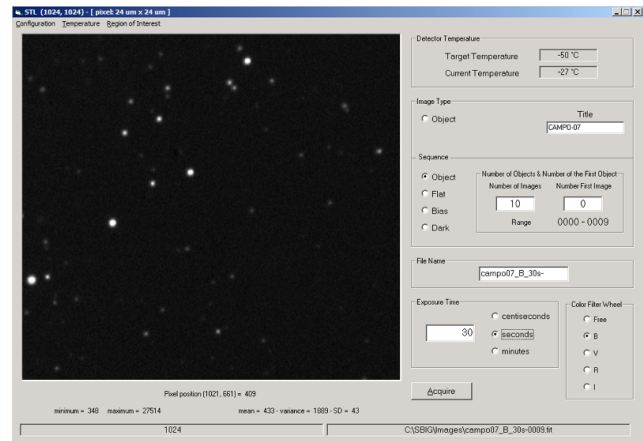 STL (1024, 1024) - [ pixel: 24 um x 24 um ]
Configuration Temperature Region of Interest
Detector Temperature
Target Temperature -50 °C
Current Temperature -27 °C
Image Type
Object
Title
CAMPO-07
Sequence
Object
Flat
Bias
Dark
Number of Objects & Number of the First Object
Number of Images Number First Image
10 0
Range 0000 - 0009
File Name
campo07_B_30s-
Exposure Time
30
centiseconds
seconds
minutes
Color Filter Wheel
Free
B
V
R
I
Acquire
Pixel position (1021, 661) = 409
minimum = 348 maximum = 27514 mean = 433 - variance = 1889 - SD = 43
1024 C:\SBIG\Images\campo07_B_30s-0009.fit